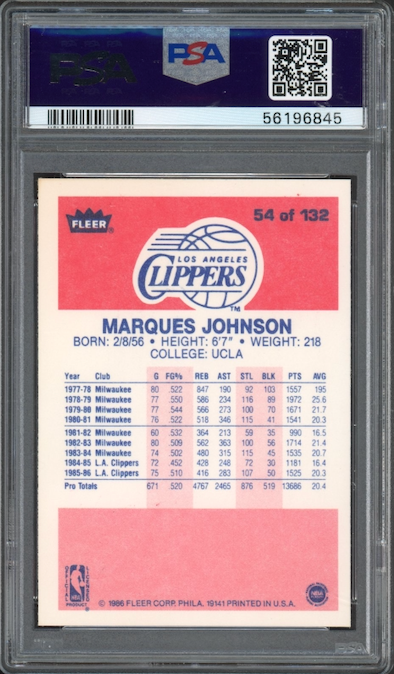 PSA
PSA
56196845
FLEER®
54 of 132
LOS ANGELES
CLIPPERS
TM
MARQUES JOHNSON
BORN: 2/8/56 • HEIGHT: 6'7" • WEIGHT: 218
COLLEGE: UCLA
Year Club G FG% REB AST STL BLK PTS AVG
1977-78 Milwaukee 80 .522 847 190 92 103 1557 195
1978-79 Milwaukee 77 .550 586 234 116 89 1972 25.6
1979-80 Milwaukee 77 .544 566 273 100 70 1671 21.7
1980-81 Milwaukee 76 .522 518 346 115 41 1541 20.3
1981-82 Milwaukee 60 .532 364 213 59 35 990 16.5
1982-83 Milwaukee 80 .509 562 363 100 56 1714 21.4
1983-84 Milwaukee 74 .502 480 315 115 45 1535 20.7
1984-85 L.A. Clippers 72 .452 428 248 72 30 1181 16.4
1985-86 L.A. Clippers 75 .510 416 283 107 50 1525 20.3
Pro Totals 671 .520 4767 2465 876 519 13686 20.4
OFFICIAL LICENSED
NBA
PRODUCT
© 1986 FLEER CORP. PHILA. 19141 PRINTED IN U.S.A.